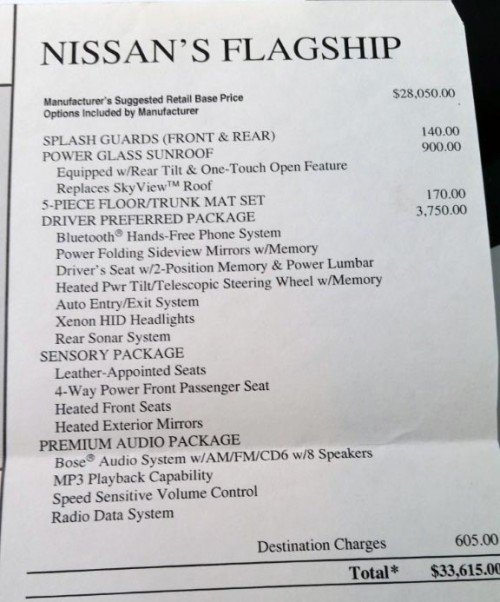 NISSAN'S FLAGSHIP
Manufacturer's Suggested Retail Base Price $28,050.00
Options Included by Manufacturer
SPLASH GUARDS (FRONT & REAR) 140.00
POWER GLASS SUNROOF 900.00
Equipped w/Rear Tilt & One-Touch Open Feature
Replaces SkyView™ Roof
5-PIECE FLOOR/TRUNK MAT SET 170.00
DRIVER PREFERRED PACKAGE 3,750.00
Bluetooth® Hands-Free Phone System
Power Folding Sideview Mirrors w/Memory
Driver's Seat w/2-Position Memory & Power Lumbar
Heated Pwr Tilt/Telescopic Steering Wheel w/Memory
Auto Entry/Exit System
Xenon HID Headlights
Rear Sonar System
SENSORY PACKAGE
Leather-Appointed Seats
4-Way Power Front Passenger Seat
Heated Front Seats
Heated Exterior Mirrors
PREMIUM AUDIO PACKAGE
Bose® Audio System w/AM/FM/CD6 w/8 Speakers
MP3 Playback Capability
Speed Sensitive Volume Control
Radio Data System
Destination Charges 605.00
Total* $33,615.00